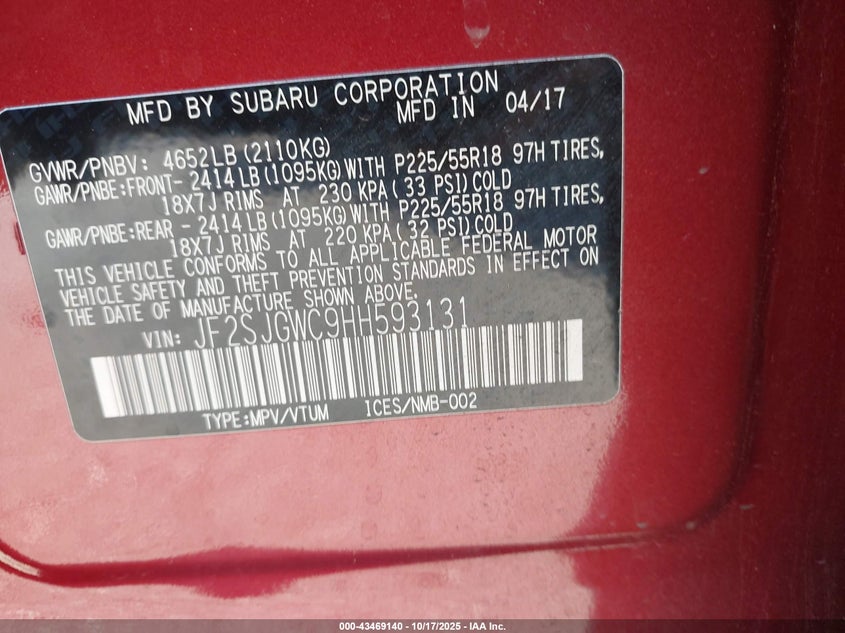 MFD BY SUBARU CORPORATION
MFD IN 04/17
GVWR/PNBV: 4652LB (2110KG)
GAWR/PNBE:FRONT- 2414LB(1095KG)WITH P225/55R18 97H TIRES,
18X7J RIMS AT 230 KPA( 33 PSI)COLD
GAWR/PNBE:REAR - 2414LB(1095KG)WITH P225/55R18 97H TIRES,
18X7J RIMS AT 220 KPA( 32 PSI)COLD
THIS VEHICLE CONFORMS TO ALL APPLICABLE FEDERAL MOTOR
VEHICLE SAFETY AND THEFT PREVENTION STANDARDS IN EFFECT ON
THE DATE OF MANUFACTURE SHOWN ABOVE.
VIN: JF2SJGWC9HH593131
TYPE:MPV/VTUM ICES/NMB-002
000-43469140 - 10/17/2025 - IAA Inc.